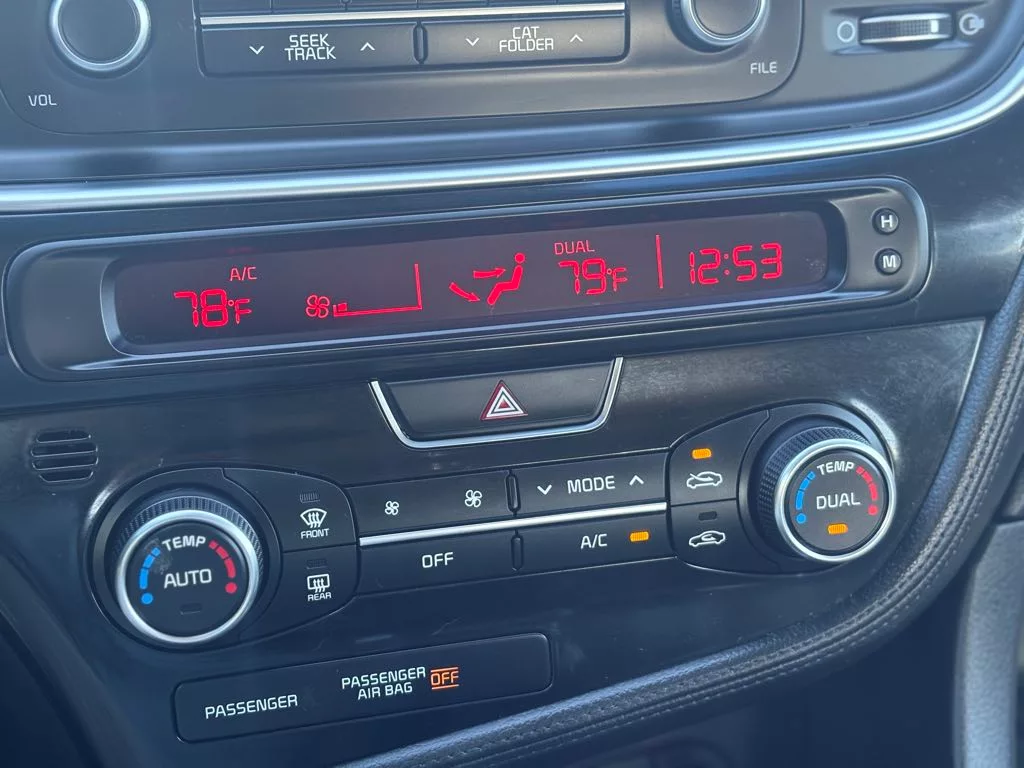 SEEK
TRACK
CAT
FOLDER
VOL
FILE
A/C
78°F
DUAL
79°F
12:53
H
M
TEMP
AUTO
FRONT
REAR
MODE
OFF
A/C
TEMP
DUAL
PASSENGER
PASSENGER
AIR BAG OFF